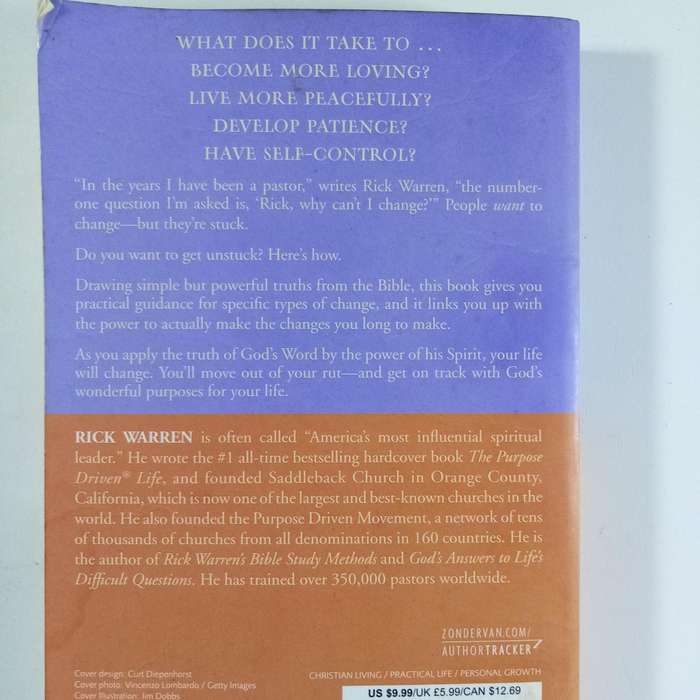 WHAT DOES IT TAKE TO ...
BECOME MORE LOVING?
LIVE MORE PEACEFULLY?
DEVELOP PATIENCE?
HAVE SELF-CONTROL?
“In the years I have been a pastor,” writes Rick Warren, “the number-
one question I’m asked is, ‘Rick, why can’t I change?’” People want to
change—but they’re stuck.
Do you want to get unstuck? Here’s how.
Drawing simple but powerful truths from the Bible, this book gives you
practical guidance for specific types of change, and it links you up with
the power to actually make the changes you long to make.
As you apply the truth of God’s Word by the power of his Spirit, your life
will change. You’ll move out of your rut—and get on track with God’s
wonderful purposes for your life.
RICK WARREN is often called “America’s most influential spiritual
leader.” He wrote the #1 all-time bestselling hardcover book The Purpose
Driven® Life, and founded Saddleback Church in Orange County,
California, which is now one of the largest and best-known churches in the
world. He also founded the Purpose Driven Movement, a network of tens
of thousands of churches from all denominations in 160 countries. He is
the author of Rick Warren’s Bible Study Methods and God’s Answers to Life’s
Difficult Questions. He has trained over 350,000 pastors worldwide.
ZONDERVAN.COM/
AUTHORTRACKER
Cover design: Curt Diepenhorst
Cover photo: Vincenzo Lombardo / Getty Images
Cover illustration: Jim Dobbs
CHRISTIAN LIVING / PRACTICAL LIFE / PERSONAL GROWTH
US $9.99/UK £5.99/CAN $12.69